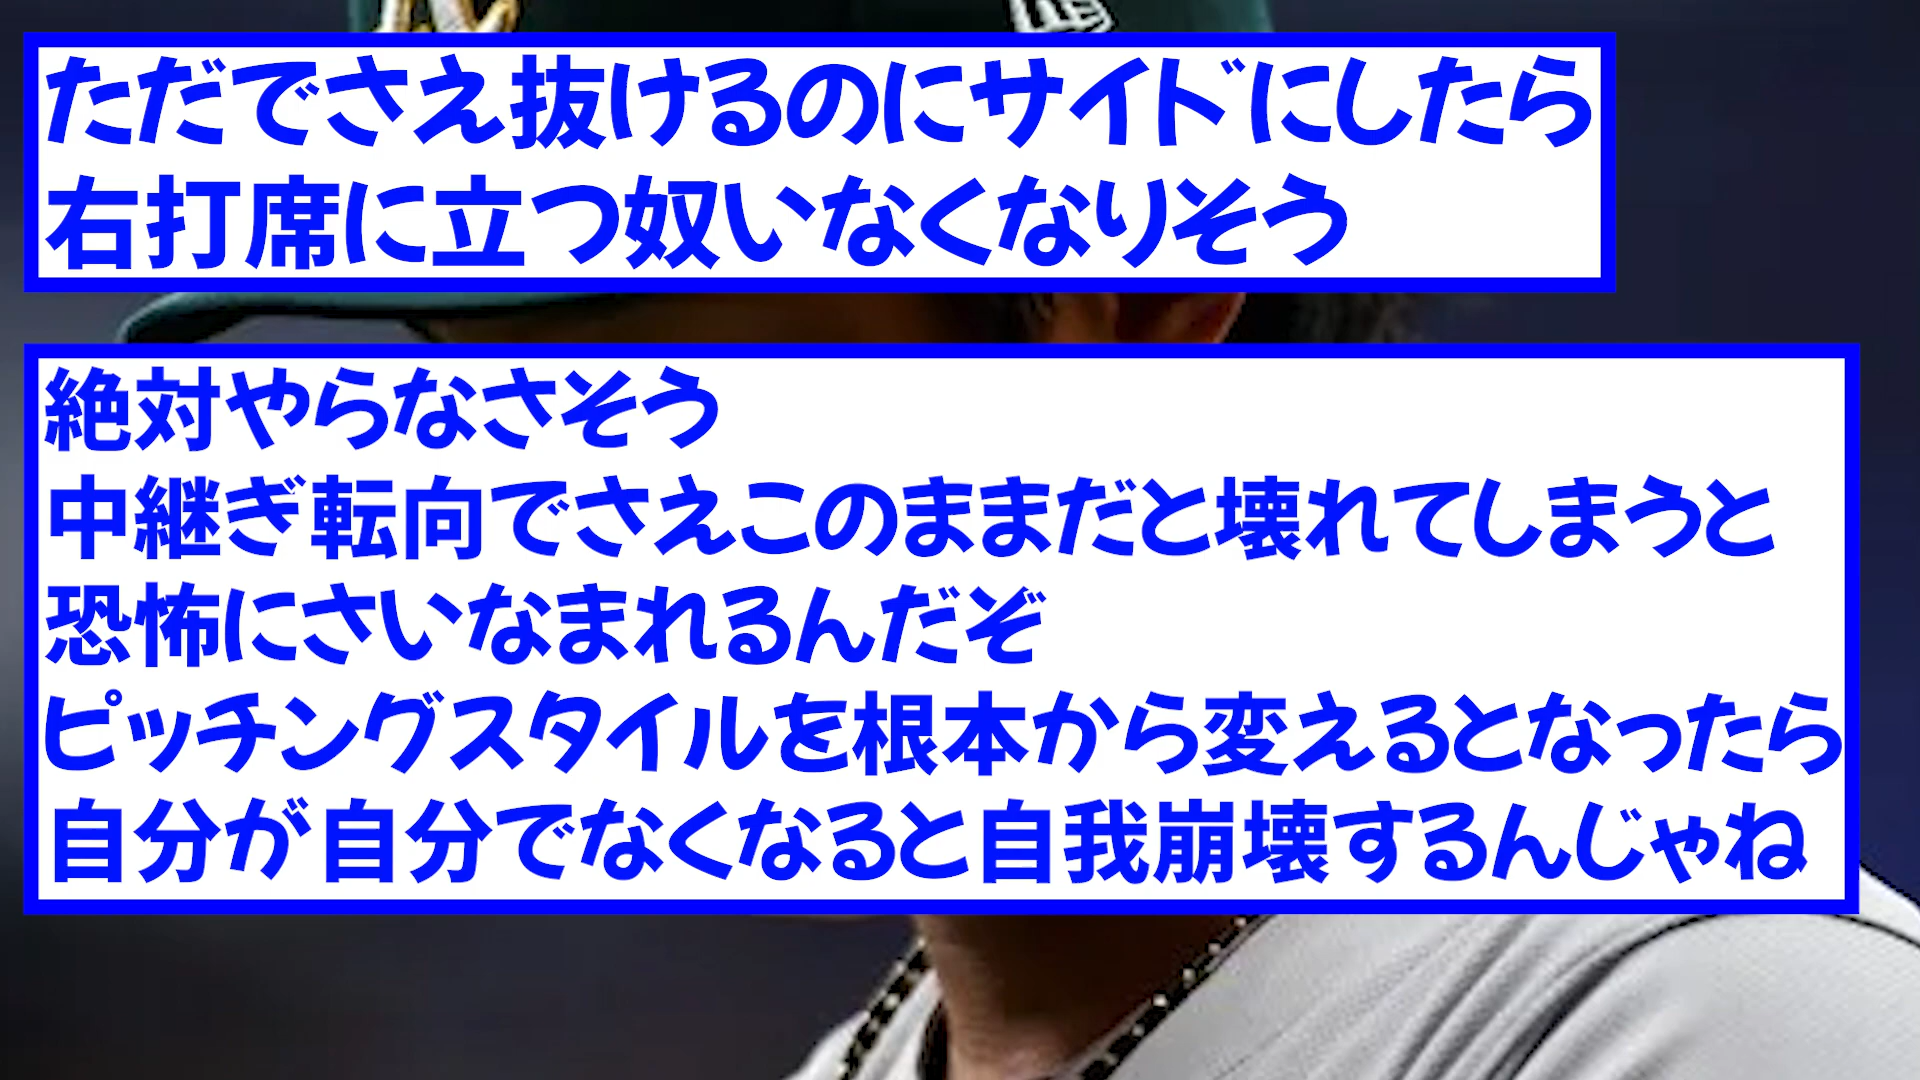 ただでさえ抜けるのにサイドにしたら
右打席に立つ奴いなくなりそう
絶対やらなさそう
中継ぎ転向でさえこのままだと壊れてしまうと
恐怖にさいなまれるんだぞ
ピッチングスタイルを根本から変えるとなったら
自分が自分でなくなると自我崩壊するんじゃね